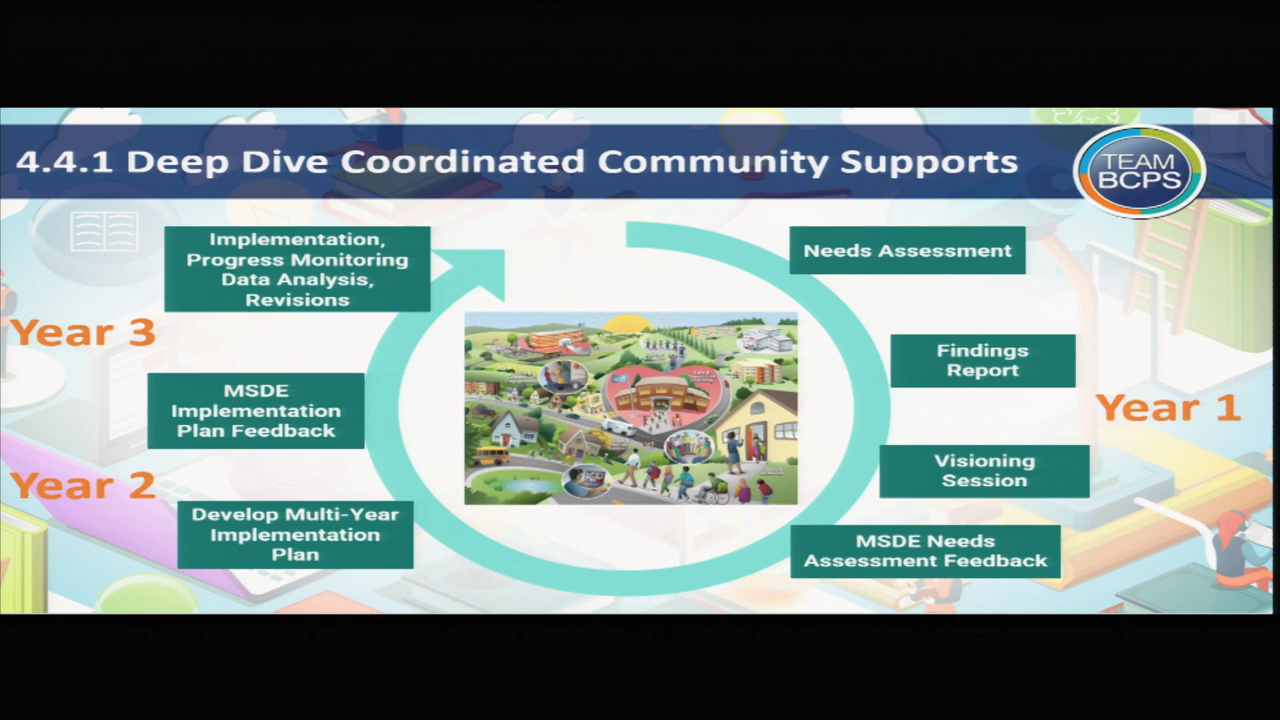 4.4.1 Deep Dive Coordinated Community Supports
TEAM
BCPS
Needs Assessment
Findings
Report
Year 1
Visioning
Session
MSDE Needs
Assessment Feedback
Develop Multi-Year
Implementation
Plan
Year 2
MSDE
Implementation
Plan Feedback
Year 3
Implementation,
Progress Monitoring
Data Analysis,
Revisions